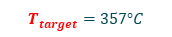 T_target = 357°C